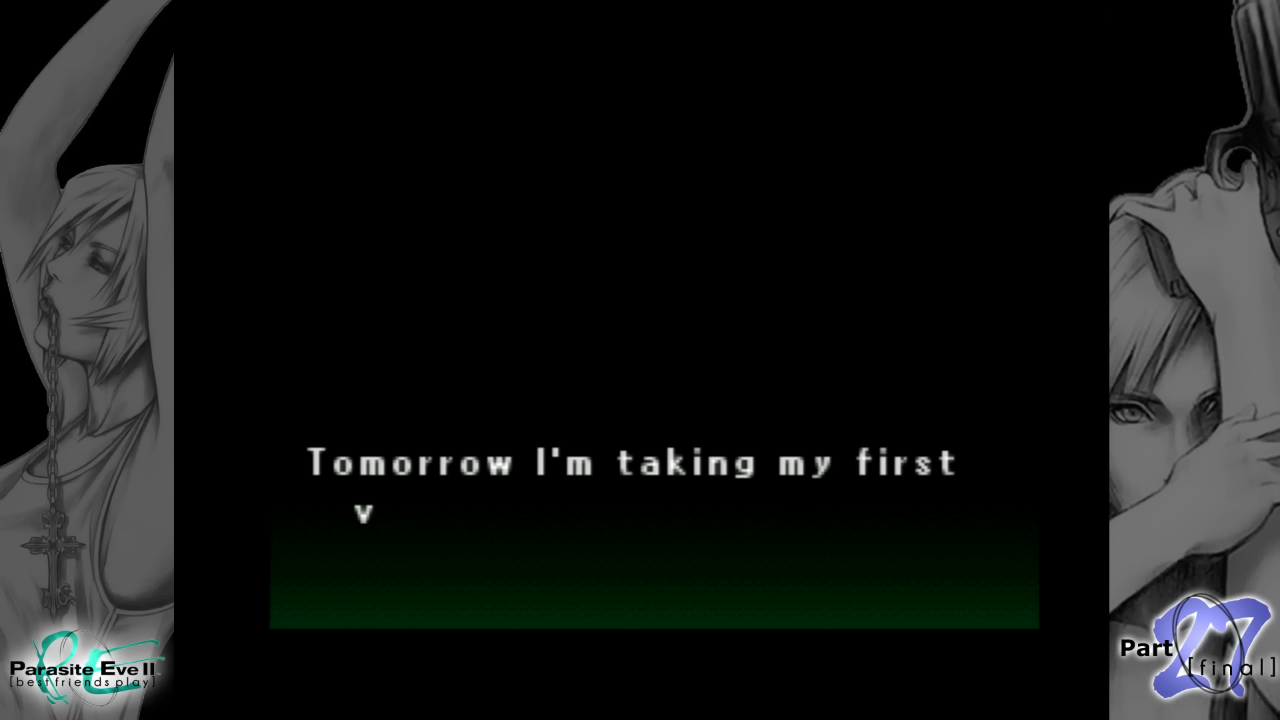 Tomorrow I'm taking my first
v
Parasite Eve II
[best friends play]
Part 27
[final]